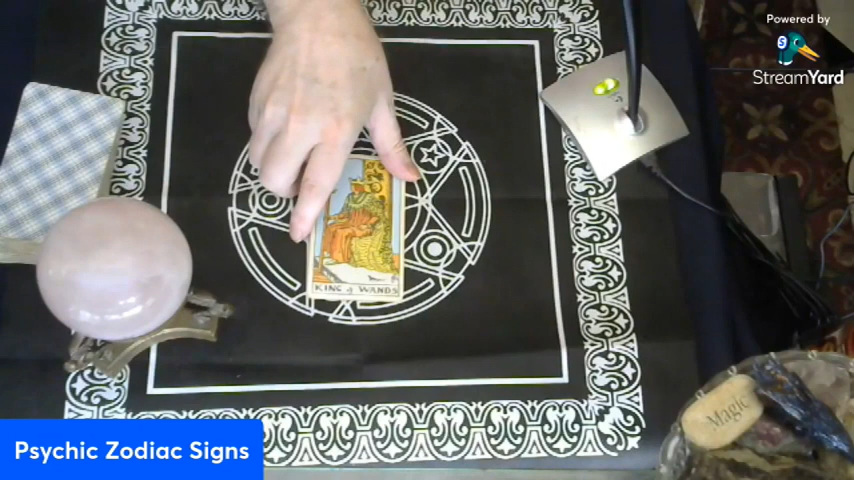 Powered by
StreamYard
KING of WANDS.
Magic
Psychic Zodiac Signs